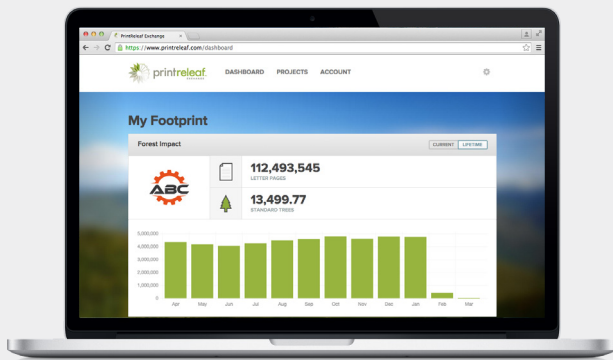 PrintReleaf Exchange
https://www.printreleaf.com/dashboard
printreleaf.
EXCHANGE
DASHBOARD PROJECTS ACCOUNT
My Footprint
Forest Impact
CURRENT LIFETIME
ABC
112,493,545
LETTER PAGES
13,499.77
STANDARD TREES
5,000,000
4,000,000
3,000,000
2,000,000
1,000,000
0
Apr May Jun Jul Aug Sep Oct Nov Dec Jan Feb Mar